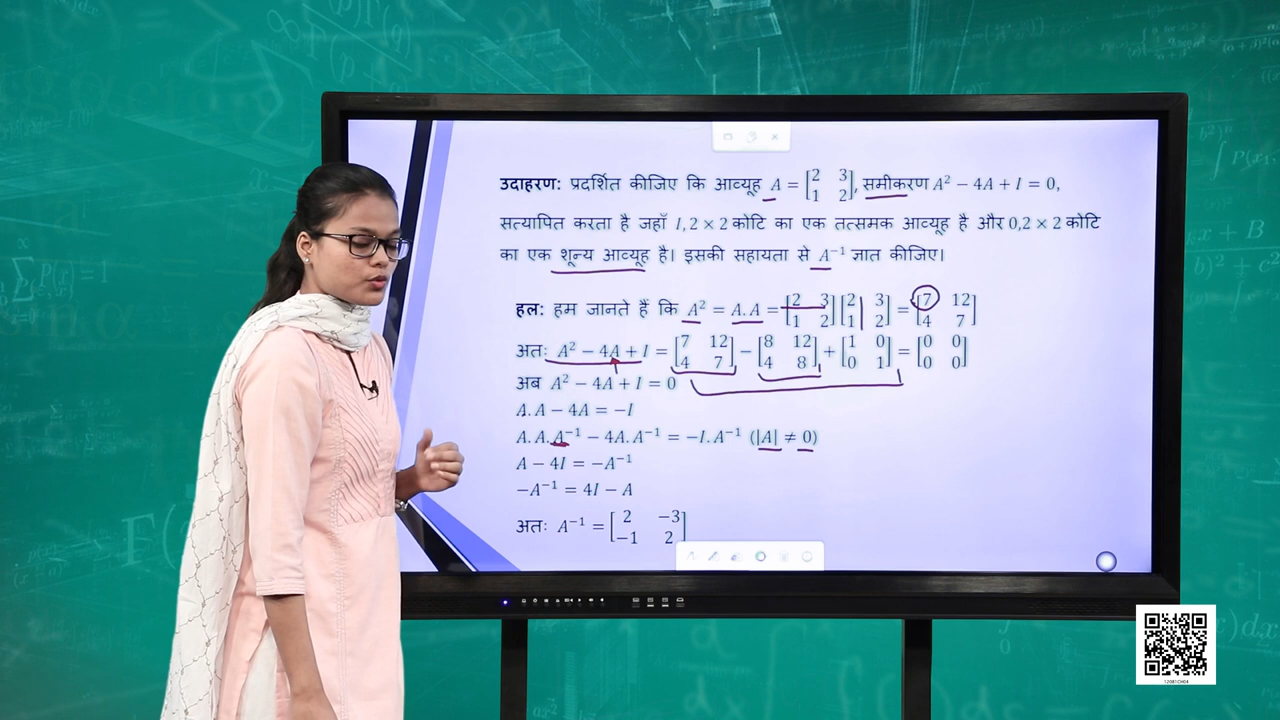 उदाहरण: प्रदर्शित कीजिए कि आव्यूह A = [2 3; 1 2], समीकरण A² − 4A + I = 0,
सत्यापित करता है जहाँ I, 2 × 2 कोटि का एक तत्समक आव्यूह है और 0, 2 × 2 कोटि
का एक शून्य आव्यूह है। इसकी सहायता से A⁻¹ ज्ञात कीजिए।
हल: हम जानते हैं कि A² = A.A = [2 3; 1 2] [2 3; 1 2] = [7 12; 4 7]
अतः A² − 4A + I = [7 12; 4 7] − [8 12; 4 8] + [1 0; 0 1] = [0 0; 0 0]
अब A² − 4A + I = 0
A.A − 4A = −I
A.A.A⁻¹ − 4A.A⁻¹ = −I.A⁻¹ (|A| ≠ 0)
A − 4I = −A⁻¹
−A⁻¹ = 4I − A
अतः A⁻¹ = [2 −3; −1 2]
12081CH04